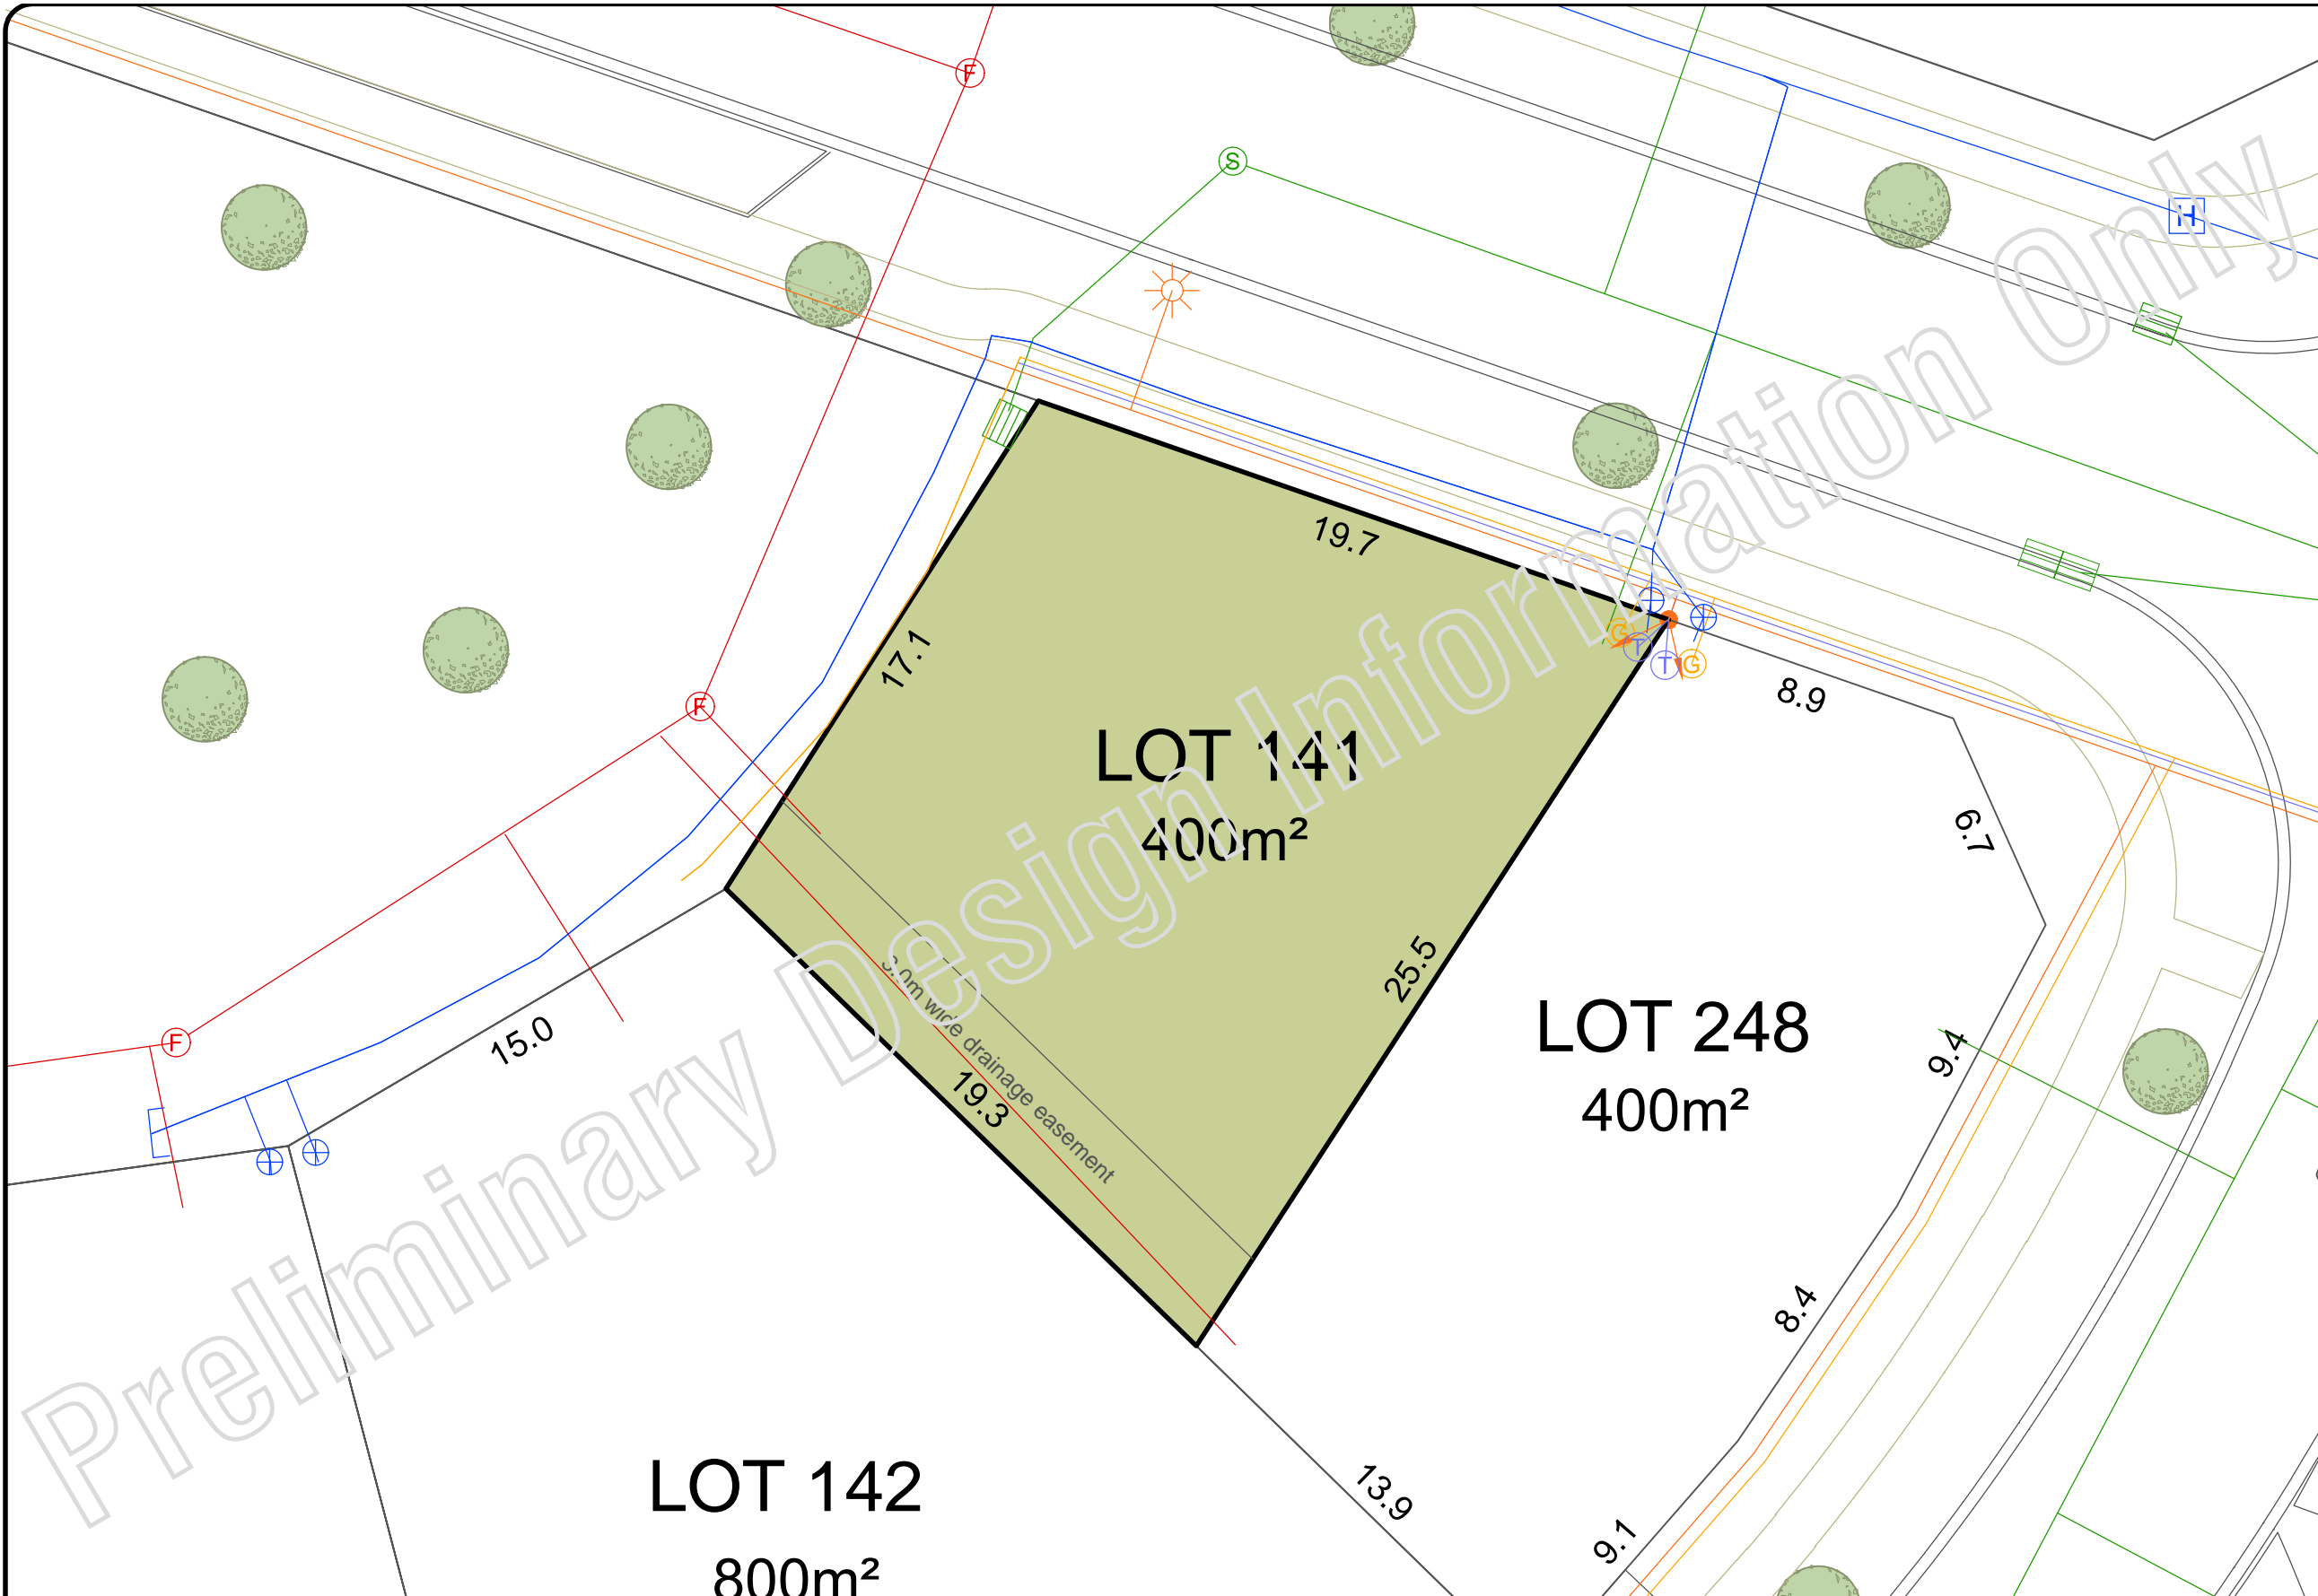 F
S
H
19.7
17.1
G
T
T
G
8.9
F
LOT 141
400m²
6.7
25.5
3.0m wide drainage easement
19.3
LOT 248
400m²
9.4
F
15.0
8.4
LOT 142
800m²
13.9
9.1
Preliminary Design Information Only